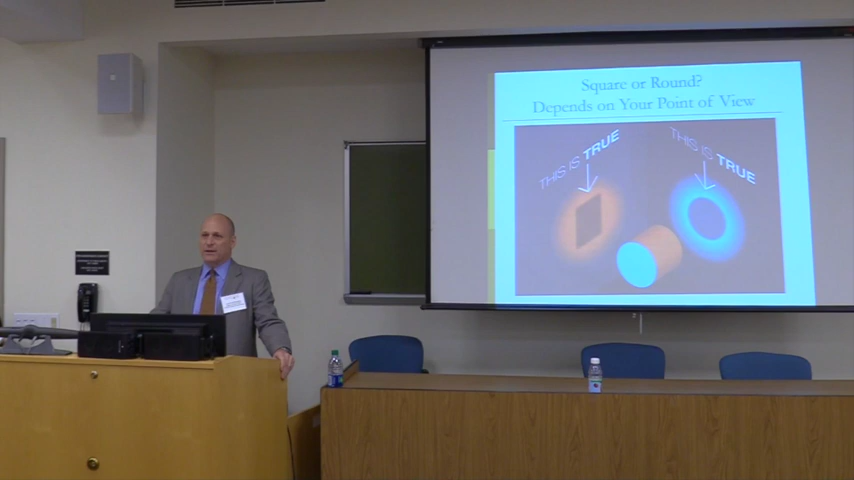 Square or Round?
Depends on Your Point of View
THIS IS TRUE
THIS IS TRUE